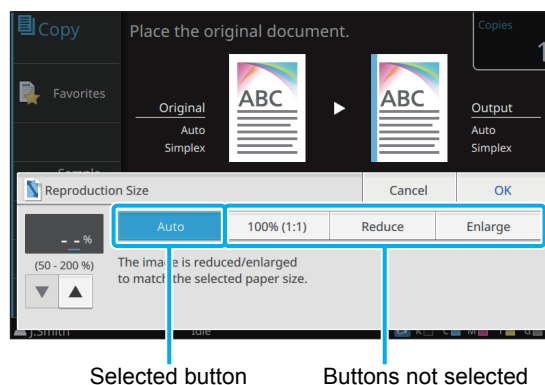 Copy
Place the original document.
Copies
1
Favorites
Original
ABC
ABC
Output
Auto
Simplex
Auto
Simplex
Sample
Reproduction Size
Cancel
OK
- - %
Auto
100% (1:1)
Reduce
Enlarge
(50 - 200 %)
The image is reduced/enlarged
to match the selected paper size.
J.Smith
Idle
K
C
M
Y
G
Selected button
Buttons not selected